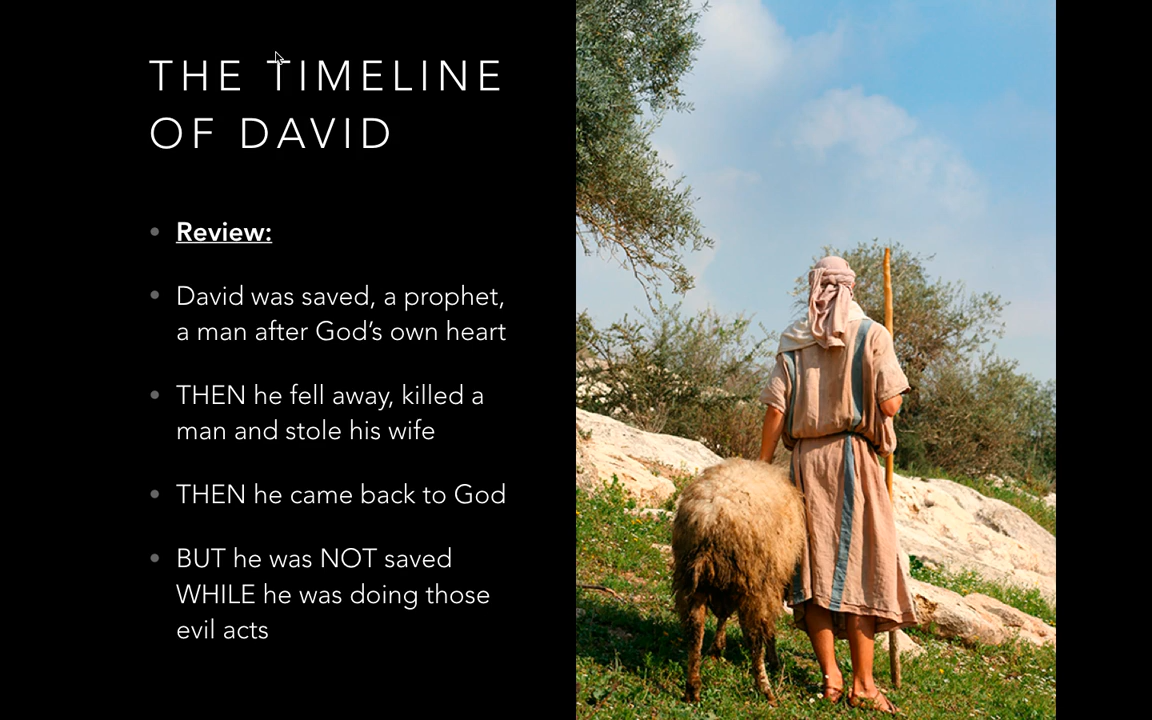 THE TIMELINE
OF DAVID
• Review:
• David was saved, a prophet,
a man after God’s own heart
• THEN he fell away, killed a
man and stole his wife
• THEN he came back to God
• BUT he was NOT saved
WHILE he was doing those
evil acts